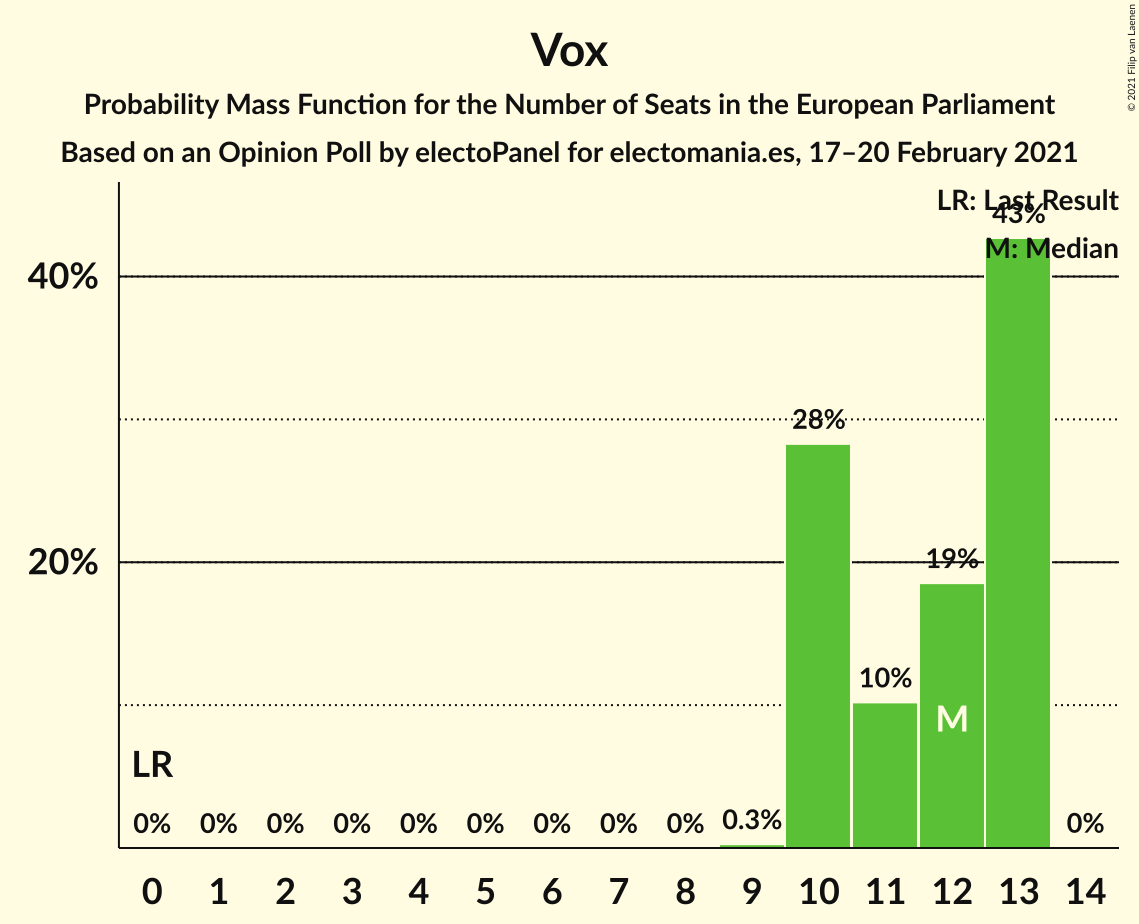 Vox
Probability Mass Function for the Number of Seats in the European Parliament
Based on an Opinion Poll by electoPanel for electomania.es, 17–20 February 2021
© 2021 Filip van Laenen
LR: Last Result
M: Median
43%
40%
28%
20%
19%
10%
M
LR
0% 0% 0% 0% 0% 0% 0% 0% 0% 0.3% 0%
0 1 2 3 4 5 6 7 8 9 10 11 12 13 14